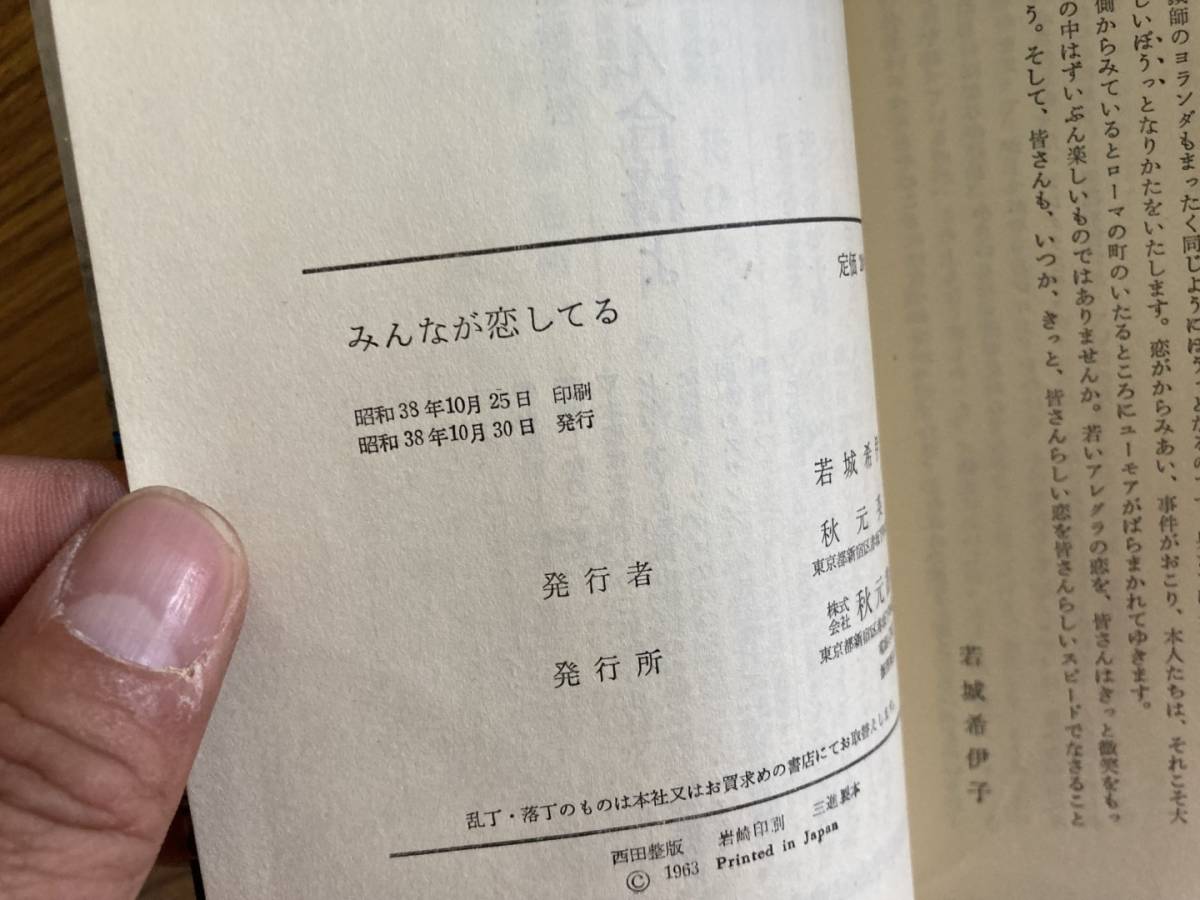 定価
みんなが恋してる
昭和38年10月25日 印刷
昭和38年10月30日 発行
若城希
発行者 秋元
東京都新宿区
発行所 株式会社 秋元
東京都新宿区
乱丁・落丁のものは本社又はお買求めの書店にてお取替えします。
西田整版 岩崎印刷 三進製本
© 1963 Printed in Japan
師のヨランダもまったく同じように
しいぼうっとなりかたをいたします。恋がからみあい、事件がおこり、本人たちは、それこそ大
側からみているとローマの町のいたるところにユーモアがばらまかれてゆきます。
の中はずいぶん楽しいものではありませんか。若いアレグラの恋を、皆さんはきっと微笑をもっ
う。そして、皆さんも、いつか、きっと、皆さんらしい恋を皆さんらしいスピードでなさること
若城希伊子